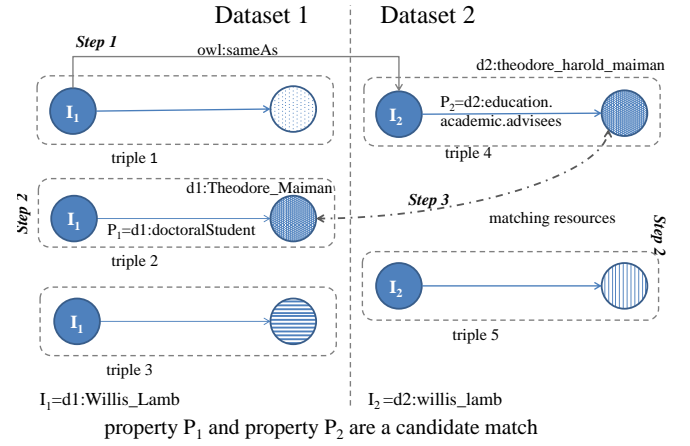 Dataset 1
Dataset 2
Step 1
owl:sameAs
d2:theodore_harold_maiman
I1
I2
P2=d2:education.
academic.advisees
triple 1
triple 4
Step 2
d1:Theodore_Maiman
Step 3
I1
P1=d1:doctoralStudent
matching resources
Step 2
triple 2
I2
I1
triple 5
triple 3
I1=d1:Willis_Lamb
I2=d2:willis_lamb
property P1 and property P2 are a candidate match